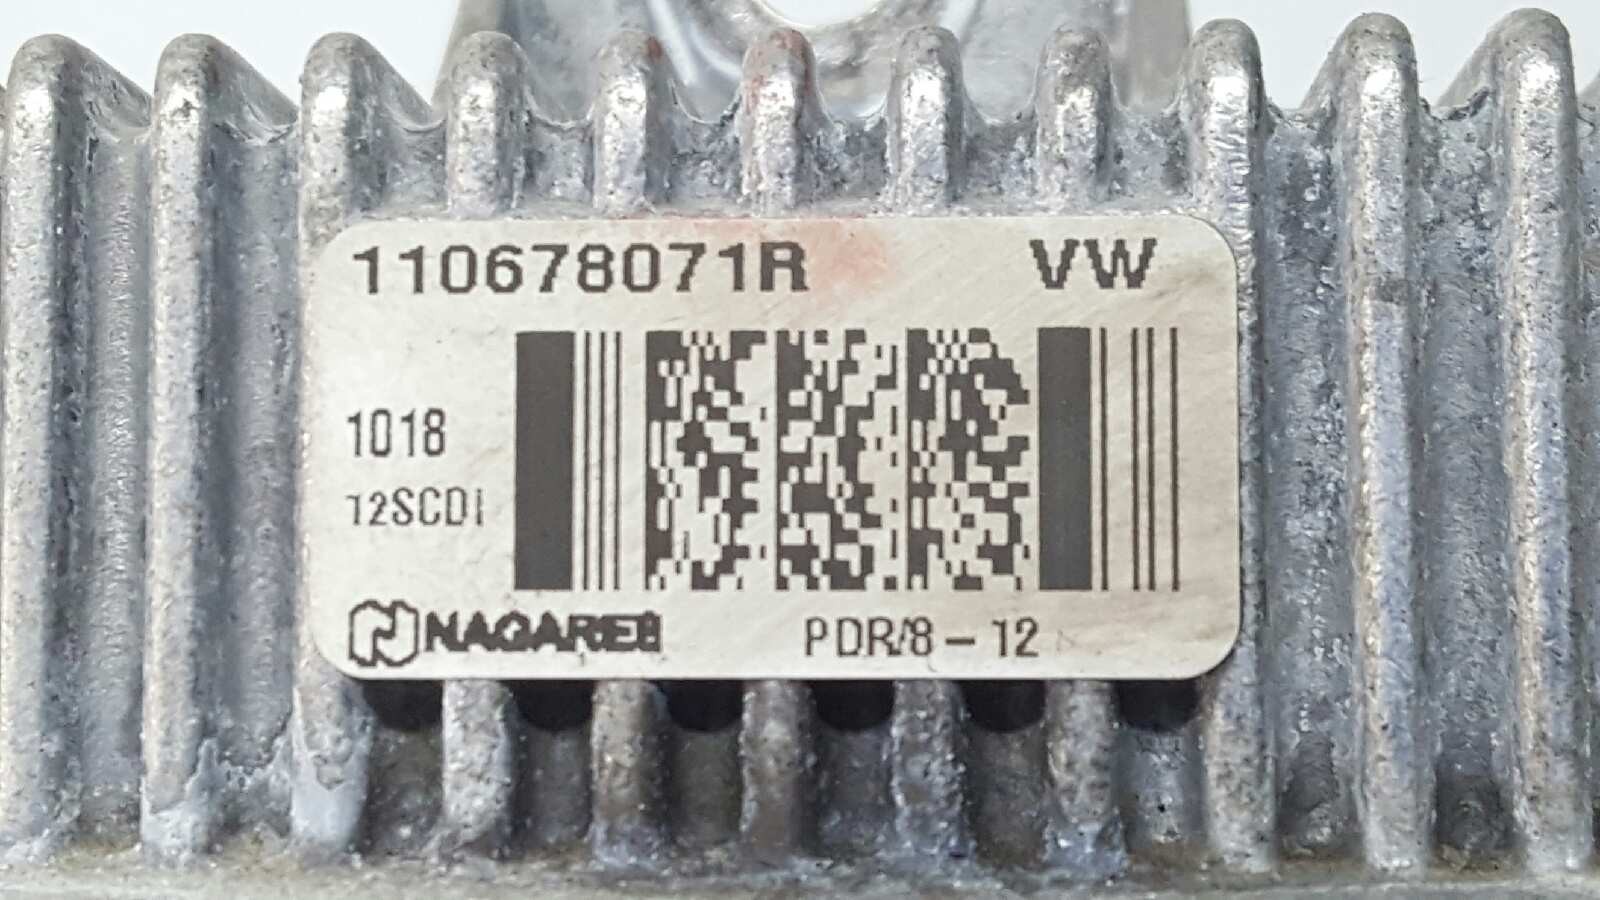 110678071R VW
1018
12SCDI
NAGARES
PDR/8-12